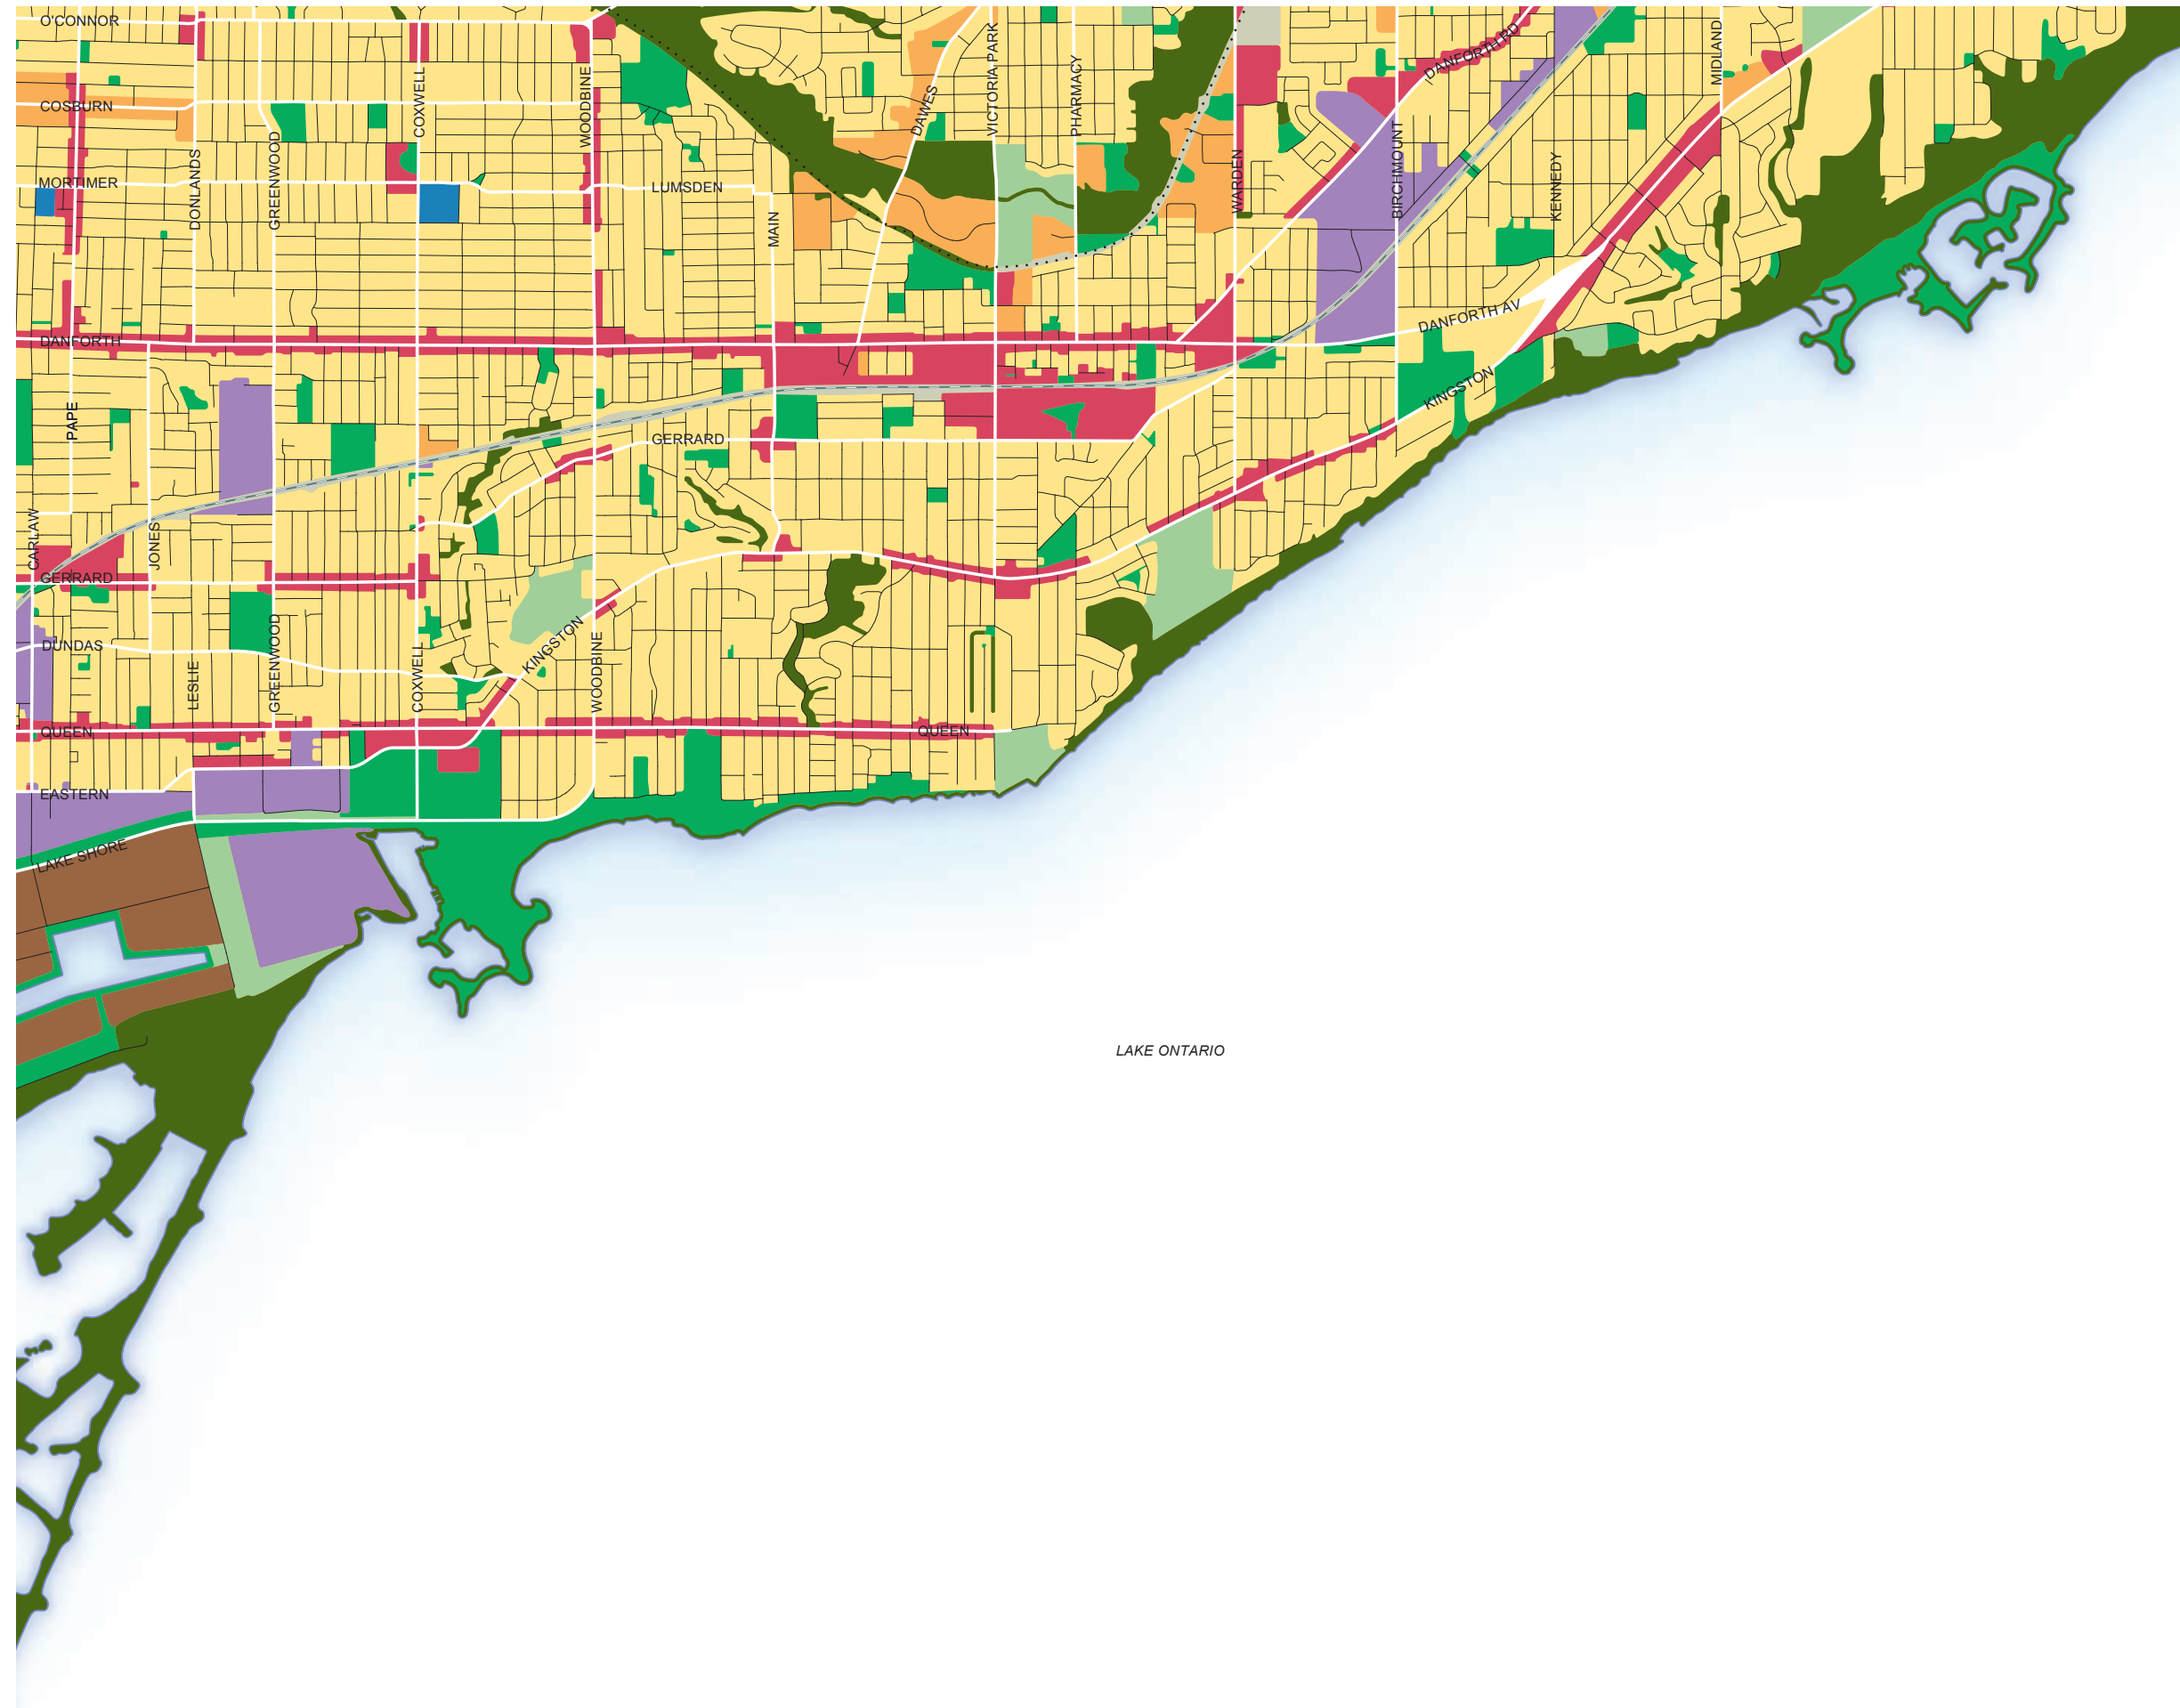 O'CONNOR
COSBURN
MORTIMER
DONLANDS
GREENWOOD
COXWELL
WOODBINE
LUMSDEN
MAIN
DAWES
VICTORIA PARK
PHARMACY
WARDEN
BIRCHMOUNT
DANFORTH RD
KENNEDY
MIDLAND
DANFORTH
DANFORTH AV
PAPE
KINGSTON
GERRARD
CARLAW
JONES
GERRARD
DUNDAS
LESLIE
GREENWOOD
COXWELL
KINGSTON
WOODBINE
QUEEN
QUEEN
EASTERN
LAKE SHORE
LAKE ONTARIO